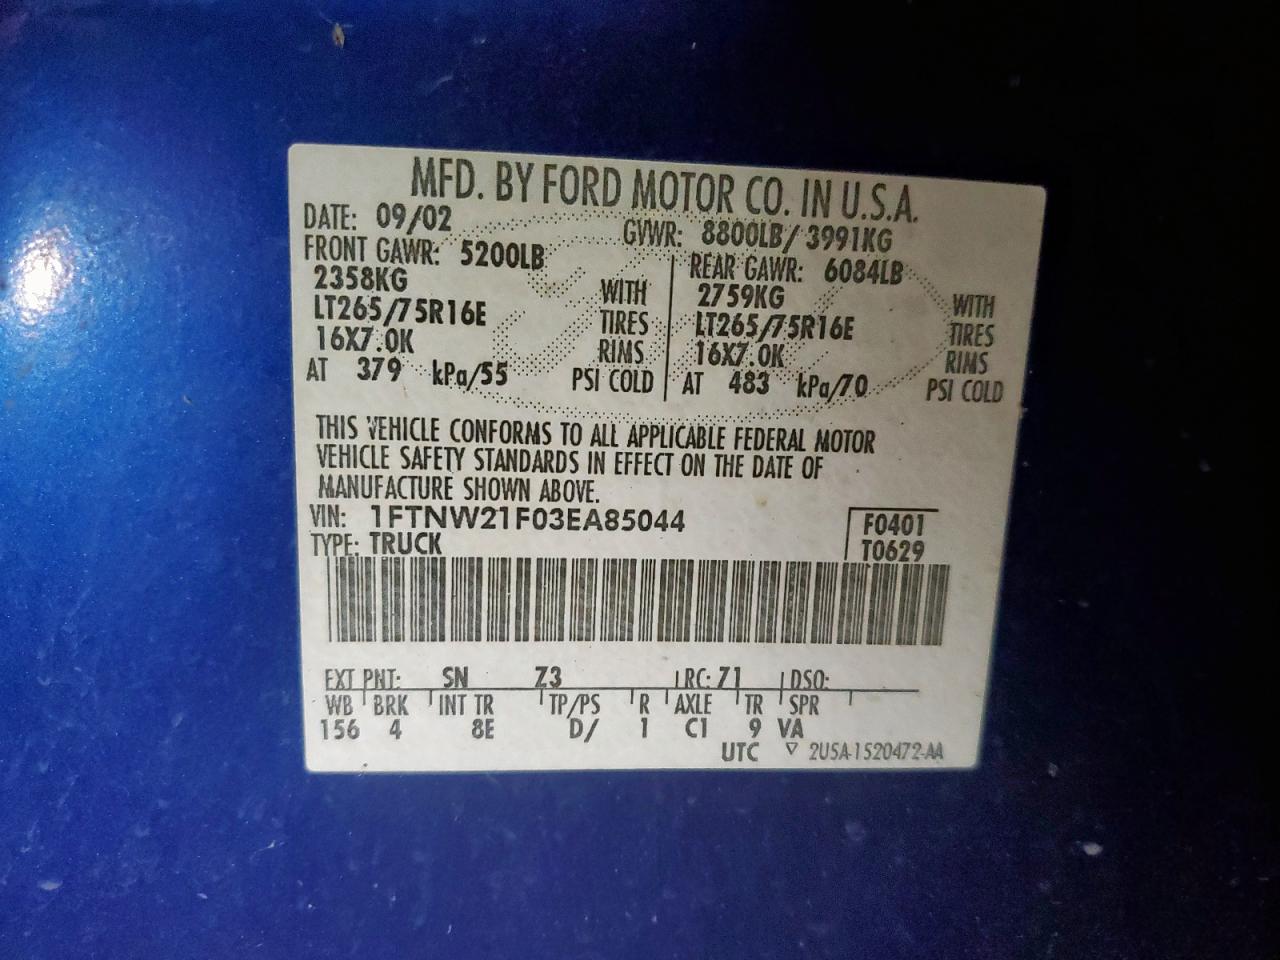 MFD. BY FORD MOTOR CO. IN U.S.A.
DATE: 09/02 GVWR: 8800LB/ 3991KG
FRONT GAWR: 5200LB REAR GAWR: 6084LB
2358KG WITH 2759KG WITH
LT265/75R16E TIRES LT265/75R16E TIRES
16X7.0K RIMS 16X7.0K RIMS
AT 379 kPa/55 PSI COLD AT 483 kPa/70 PSI COLD
THIS VEHICLE CONFORMS TO ALL APPLICABLE FEDERAL MOTOR
VEHICLE SAFETY STANDARDS IN EFFECT ON THE DATE OF
MANUFACTURE SHOWN ABOVE.
VIN: 1FTNW21F03EA85044 F0401
TYPE: TRUCK T0629
EXT PNT: SN Z3 RC: 71 DSO:
WB BRK INT TR TP/PS R AXLE TR SPR
156 4 8E D/ 1 C1 9 VA
UTC ▽ 2U5A-1520472-AA